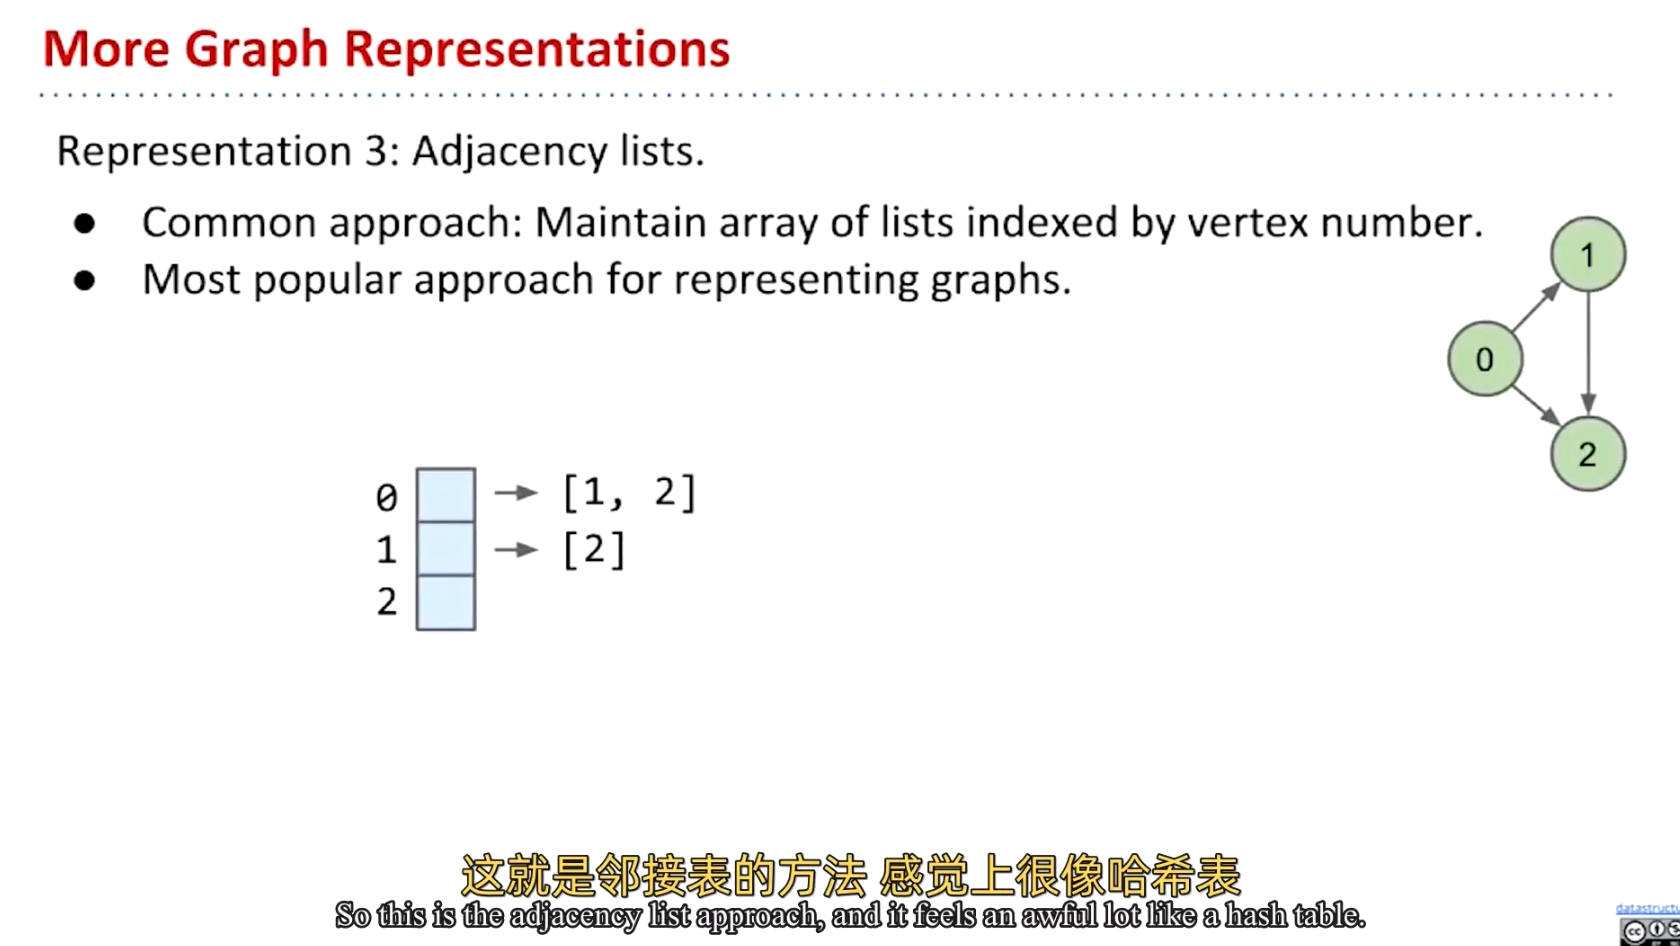 More Graph Representations
Representation 3: Adjacency lists.
● Common approach: Maintain array of lists indexed by vertex number.
● Most popular approach for representing graphs.
1
0
2
0 → [1, 2]
1 → [2]
2
这就是邻接表的方法 感觉上很像哈希表
So this is the adjacency list approach, and it feels an awful lot like a hash table.
datastructu
cc